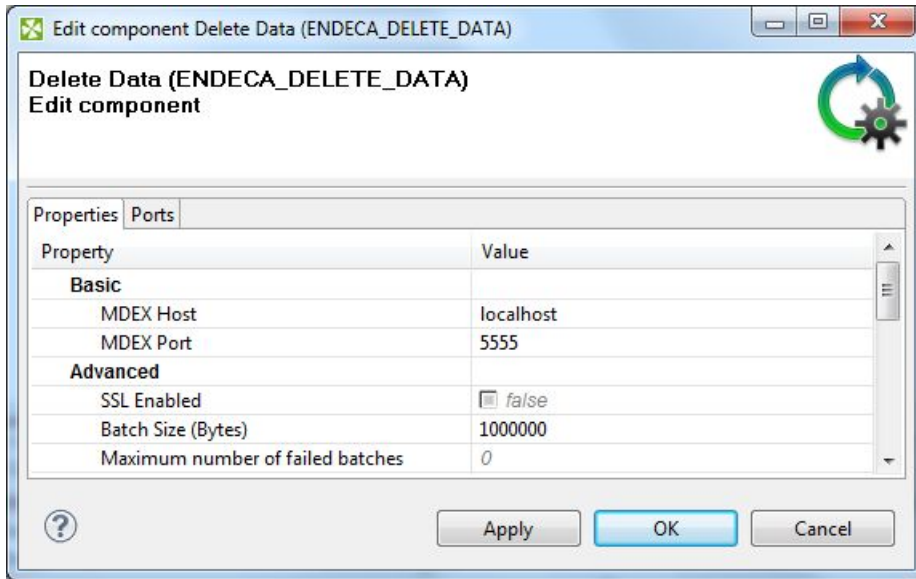 Edit component Delete Data (ENDECA_DELETE_DATA)
Delete Data (ENDECA_DELETE_DATA)
Edit component
Properties Ports
Property Value
Basic
MDEX Host localhost
MDEX Port 5555
Advanced
SSL Enabled false
Batch Size (Bytes) 1000000
Maximum number of failed batches 0
? Apply OK Cancel